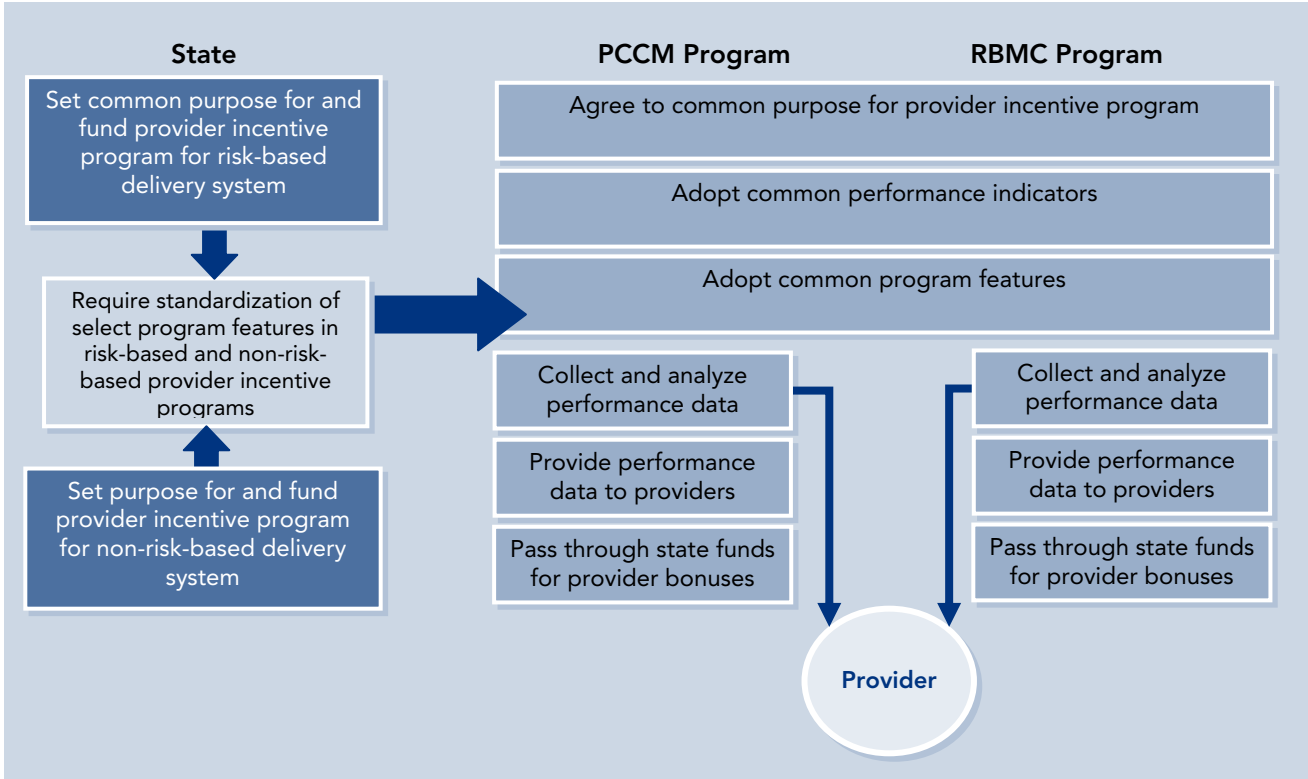 State
Set common purpose for and
fund provider incentive
program for risk-based
delivery system
Require standardization of
select program features in
risk-based and non-risk-
based provider incentive
programs
Set purpose for and fund
provider incentive program
for non-risk-based delivery
system
PCCM Program
RBMC Program
Agree to common purpose for provider incentive program
Adopt common performance indicators
Adopt common program features
Collect and analyze
performance data
Provide performance
data to providers
Pass through state funds
for provider bonuses
Collect and analyze
performance data
Provide performance
data to providers
Pass through state funds
for provider bonuses
Provider